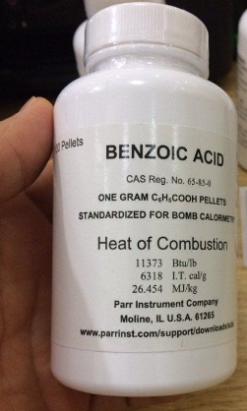 Pellets
BENZOIC ACID
CAS Reg. No. 65-85-0
ONE GRAM C₆H₅COOH PELLETS
STANDARDIZED FOR BOMB CALORMETRY
Heat of Combustion
11373 Btu/lb
6318 I.T. cal/g
26.454 MJ/kg
Parr Instrument Company
Moline, IL U.S.A. 61265
www.parrinst.com/support/downloads